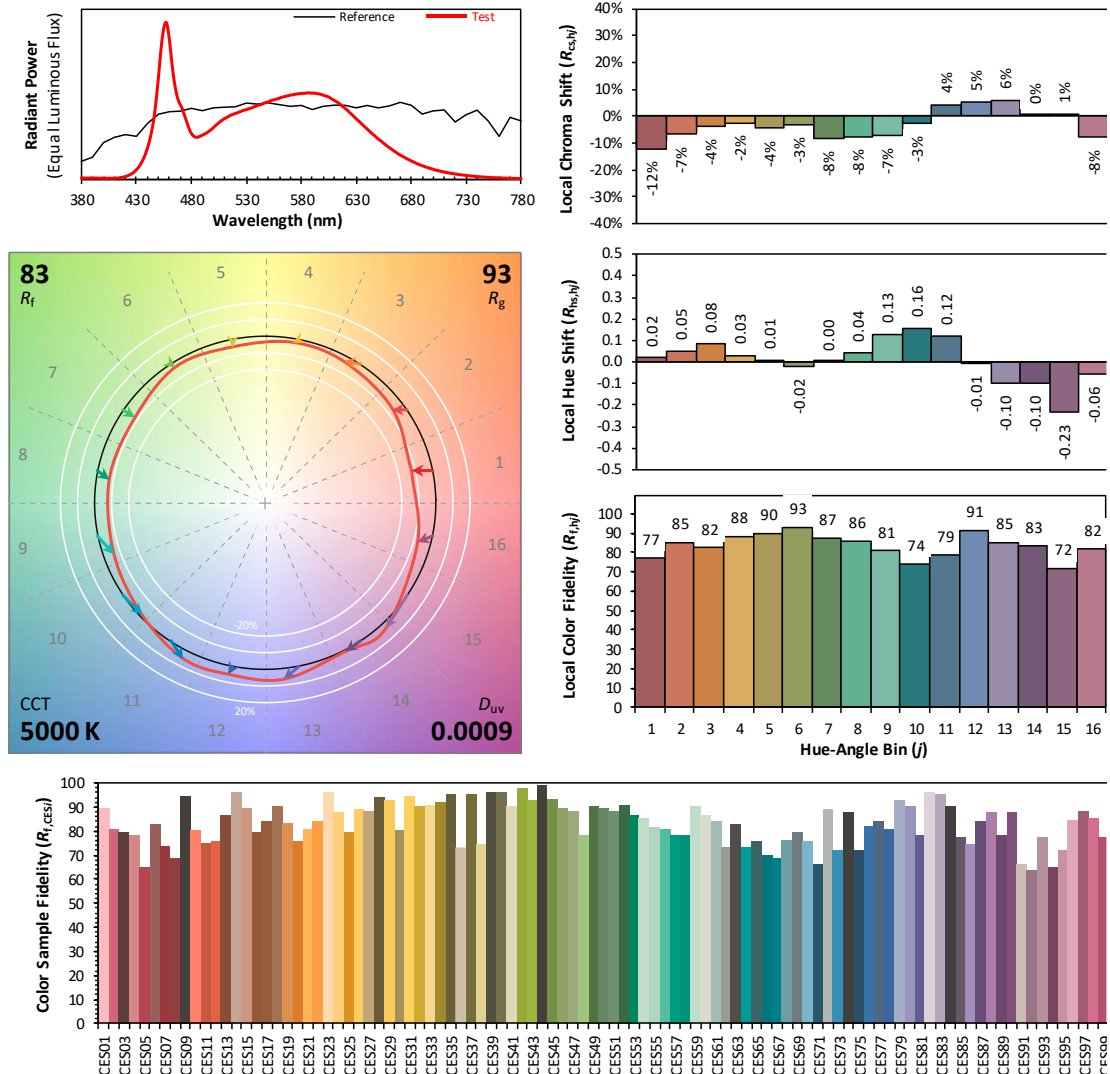 Radiant Power
(Equal Luminous Flux)
Reference
Test
380
430
480
530
580
630
680
730
780
Wavelength (nm)
Local Chroma Shift (Rcs,hj)
40%
30%
20%
10%
0%
-10%
-20%
-30%
-40%
-12%
-7%
-4%
-2%
-4%
-3%
-8%
-8%
-7%
-3%
4%
5%
6%
0%
1%
-8%
83
Rf
93
Rg
5
4
6
3
7
2
8
1
9
16
10
15
11
14
12
13
-20%
20%
CCT
5000 K
Duv
0.0009
Local Hue Shift (Rhs,hj)
0.5
0.4
0.3
0.2
0.1
0.0
-0.1
-0.2
-0.3
-0.4
-0.5
0.02
0.05
0.08
0.03
0.01
-0.02
0.00
0.04
0.13
0.16
0.12
-0.01
-0.10
-0.10
-0.23
-0.06
Local Color Fidelity (Rf,hj)
100
90
80
70
60
50
40
30
20
10
0
77
85
82
88
90
93
87
86
81
74
79
91
85
83
72
82
1 2 3 4 5 6 7 8 9 10 11 12 13 14 15 16
Hue-Angle Bin (j)
Color Sample Fidelity (Rf,CESi)
100
90
80
70
60
50
40
30
20
10
0
CES01
CES03
CES05
CES07
CES09
CES11
CES13
CES15
CES17
CES19
CES21
CES23
CES25
CES27
CES29
CES31
CES33
CES35
CES37
CES39
CES41
CES43
CES45
CES47
CES49
CES51
CES53
CES55
CES57
CES59
CES61
CES63
CES65
CES67
CES69
CES71
CES73
CES75
CES77
CES79
CES81
CES83
CES85
CES87
CES89
CES91
CES93
CES95
CES97
CES99